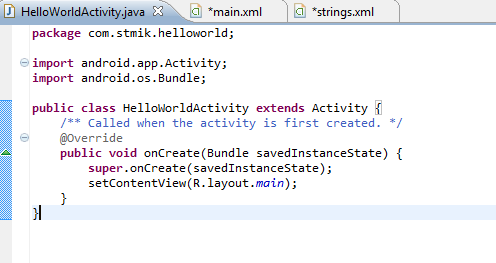 HelloWorldActivity.java *main.xml *strings.xml
package com.stmik.helloworld;
import android.app.Activity;
import android.os.Bundle;
public class HelloWorldActivity extends Activity {
/** Called when the activity is first created. */
@Override
public void onCreate(Bundle savedInstanceState) {
super.onCreate(savedInstanceState);
setContentView(R.layout.main);
}
}